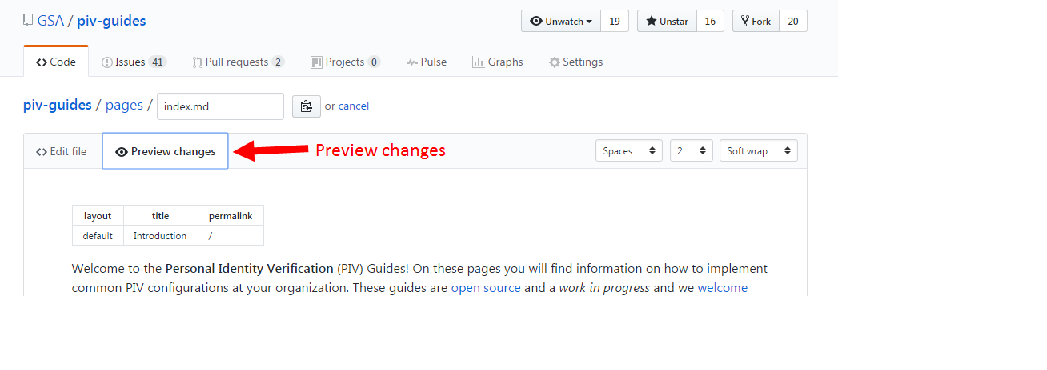 GSA / piv-guides Unwatch 19 Unstar 16 Fork 20
Code Issues 41 Pull requests 2 Projects 0 Pulse Graphs Settings
piv-guides / pages / index.md or cancel
Edit file Preview changes Preview changes Spaces 2 Soft wrap
layout title permalink
default Introduction /
Welcome to the Personal Identity Verification (PIV) Guides! On these pages you will find information on how to implement
common PIV configurations at your organization. These guides are open source and a work in progress and we welcome